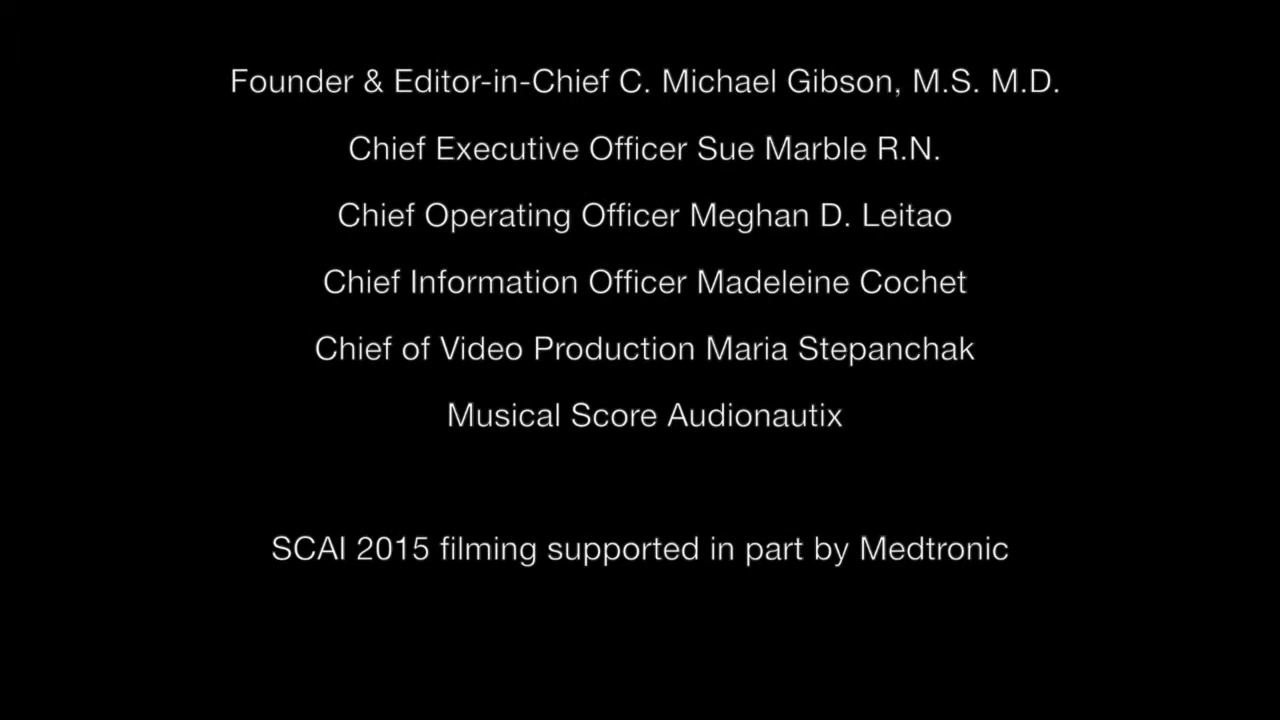 Founder & Editor-in-Chief C. Michael Gibson, M.S. M.D.
Chief Executive Officer Sue Marble R.N.
Chief Operating Officer Meghan D. Leitao
Chief Information Officer Madeleine Cochet
Chief of Video Production Maria Stepanchak
Musical Score Audionautix
SCAI 2015 filming supported in part by Medtronic